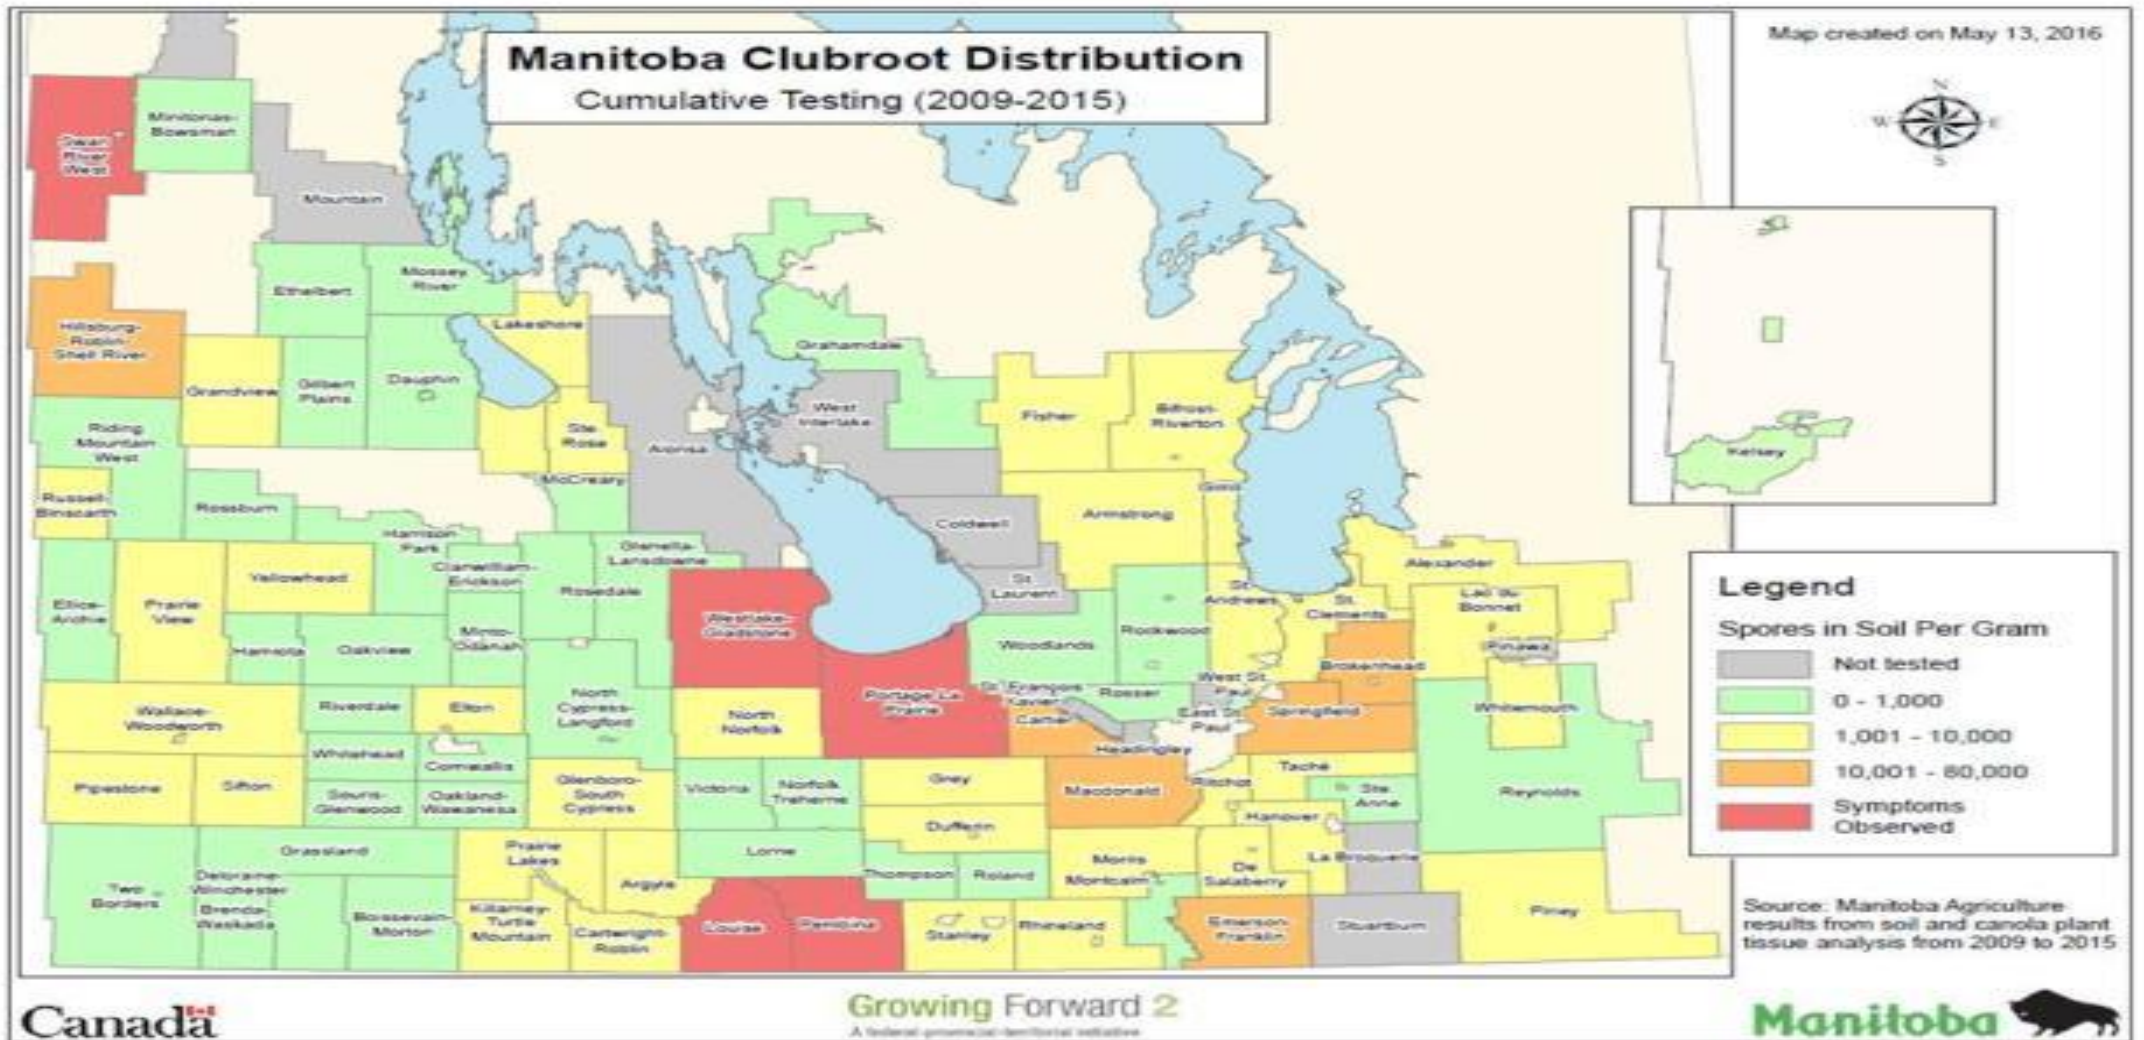 Manitoba Clubroot Distribution
Cumulative Testing (2009-2015)
Map created on May 13, 2016
N
W
E
S
Swan
River
West
Minitonas-
Bowsman
Mountain
Ethelbert
Mossey
River
Hillsburg-
Roblin-
Shell River
Lakeshore
Grahamdale
Grandview
Gilbert
Plains
Dauphin
Ste
Rose
Alonsa
West
Interlake
Fisher
Bifrost-
Riverton
Riding
Mountain
West
Kelsey
McCreary
Russell-
Binscarth
Rossburn
Gimli
Armstrong
Coldwell
Harrison
Park
Glenella-
Lansdowne
Clanwilliam-
Erickson
Yellowhead
Rosedale
Alexander
St.
Laurent
St.
Andrews
St.
Clements
Lac du
Bonnet
Ellice-
Archie
Prairie
View
Westlake-
Gladstone
Minto-
Odanah
Hamiota
Oakview
Woodlands
Rockwood
Pinawa
Brokenhead
West St.
Paul
St. François
Xavier
Rosser
Portage La
Prairie
North
Cypress-
Langford
Riverdale
Elton
Wallace-
Woodworth
North
Norfolk
Cartier
East St.
Paul
Springfield
Whitemouth
Headingley
Whitehead
Cornwallis
Pipestone
Sifton
Souris-
Glenwood
Oakland-
Wawanesa
Glenboro-
South
Cypress
Victoria
Norfolk
Treherne
Grey
Macdonald
Ritchot
Taché
Ste.
Anne
Reynolds
Dufferin
Hanover
Grassland
Prairie
Lakes
Lorne
Morris
La Broquerie
Two
Borders
Deloraine-
Winchester
Brenda-
Waskada
Argyle
Thompson
Roland
Montcalm
De
Salaberry
Boissevain-
Morton
Killarney-
Turtle
Mountain
Cartwright-
Roblin
Louise
Pembina
Stanley
Rhineland
Emerson-
Franklin
Stuartburn
Piney
Legend
Spores in Soil Per Gram
Not tested
0 - 1,000
1,001 - 10,000
10,001 - 80,000
Symptoms
Observed
Source: Manitoba Agriculture
results from soil and canola plant
tissue analysis from 2009 to 2015
Canada
Growing Forward 2
A federal-provincial-territorial initiative
Manitoba